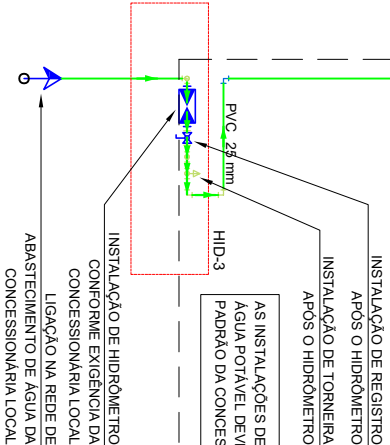 INSTALAÇÃO DE REGISTRO
APÓS O HIDRÔMETRO
INSTALAÇÃO DE TORNEIRA
APÓS O HIDRÔMETRO
PVC 25 mm
HID-3
AS INSTALAÇÕES DE
ÁGUA POTÁVEL DEV
PADRÃO DA CONCES
INSTALAÇÃO DE HIDRÔMETRO
CONFORME EXIGÊNCIA DA
CONCESSIONÁRIA LOCAL
LIGAÇÃO NA REDE DE
ABASTECIMENTO DE ÁGUA DA
CONCESSIONÁRIA LOCAL